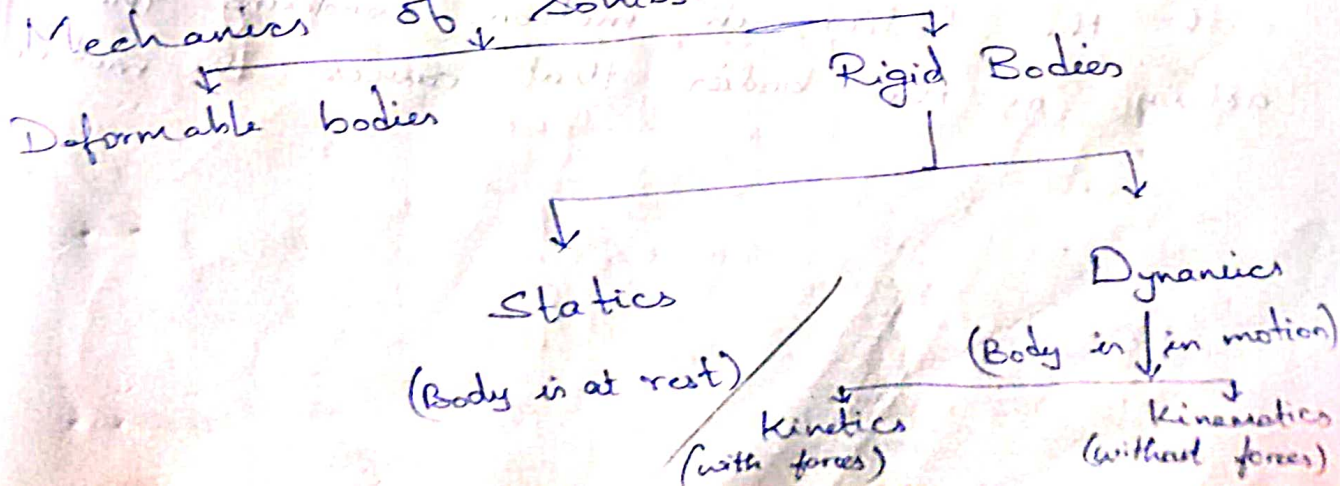 Mechanics of solids
Deformable bodies
Rigid Bodies
Statics
(Body is at rest)
Dynamics
(Body is in motion)
Kinetics
(with forces)
Kinematics
(without forces)